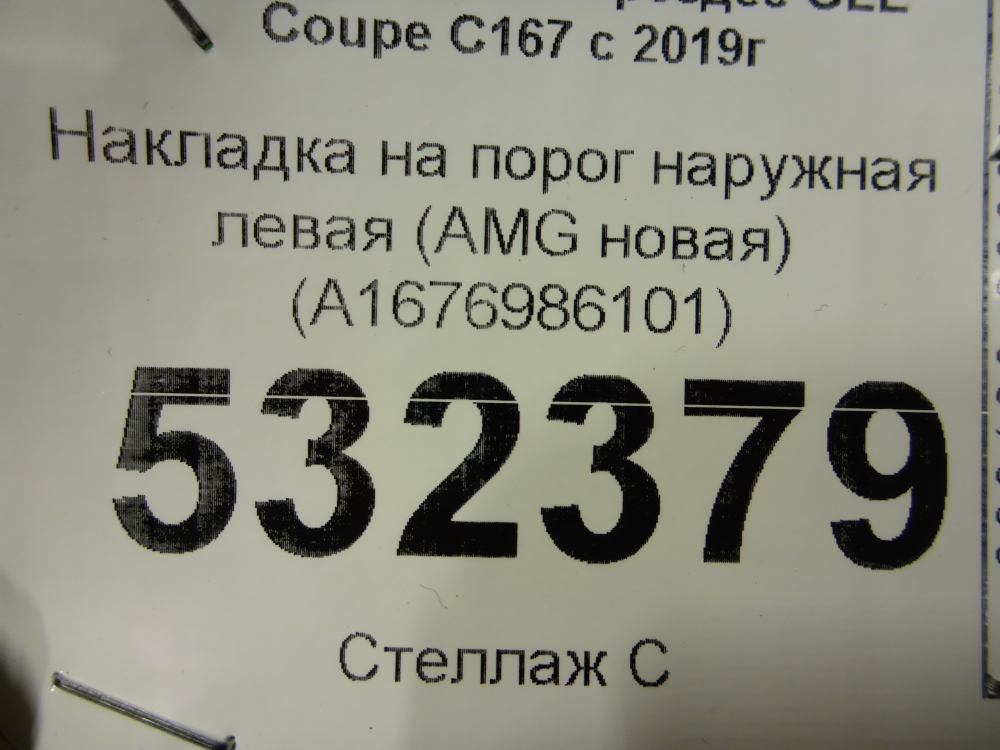 Coupe C167 с 2019г
Накладка на порог наружная
левая (AMG новая)
(A1676986101)
532379
Стеллаж С